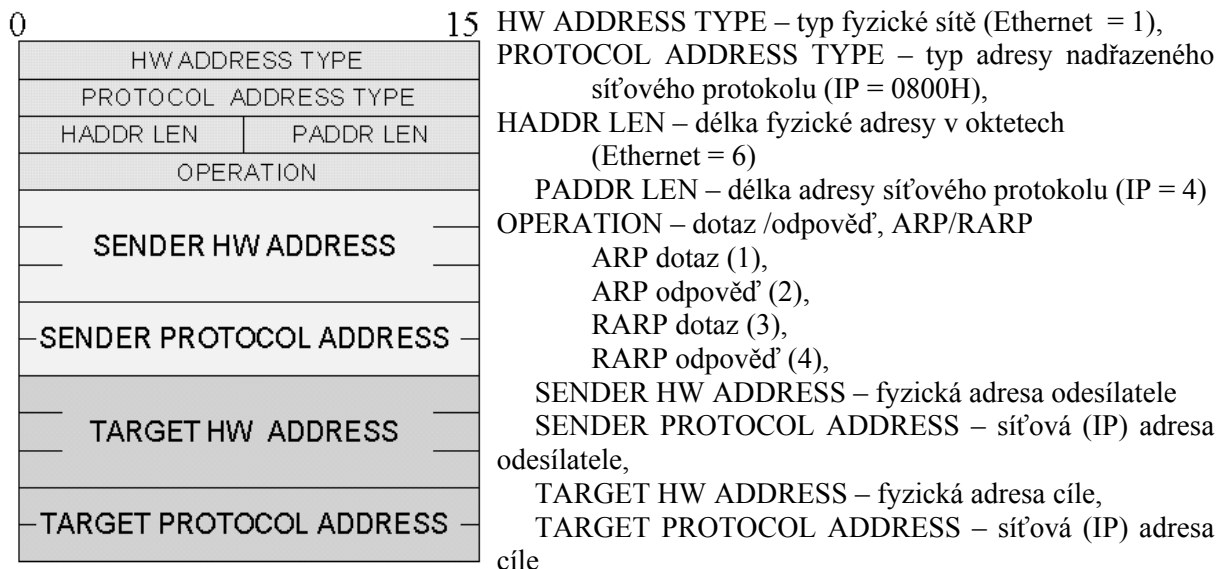 0 15
HW ADDRESS TYPE
PROTOCOL ADDRESS TYPE
HADDR LEN PADDR LEN
OPERATION
SENDER HW ADDRESS
SENDER PROTOCOL ADDRESS
TARGET HW ADDRESS
TARGET PROTOCOL ADDRESS
HW ADDRESS TYPE – typ fyzické sítě (Ethernet = 1),
PROTOCOL ADDRESS TYPE – typ adresy nadřazeného
síťového protokolu (IP = 0800H),
HADDR LEN – délka fyzické adresy v oktetech
(Ethernet = 6)
PADDR LEN – délka adresy síťového protokolu (IP = 4)
OPERATION – dotaz /odpověď, ARP/RARP
ARP dotaz (1),
ARP odpověď (2),
RARP dotaz (3),
RARP odpověď (4),
SENDER HW ADDRESS – fyzická adresa odesílatele
SENDER PROTOCOL ADDRESS – síťová (IP) adresa
odesílatele,
TARGET HW ADDRESS – fyzická adresa cíle,
TARGET PROTOCOL ADDRESS – síťová (IP) adresa
cíle